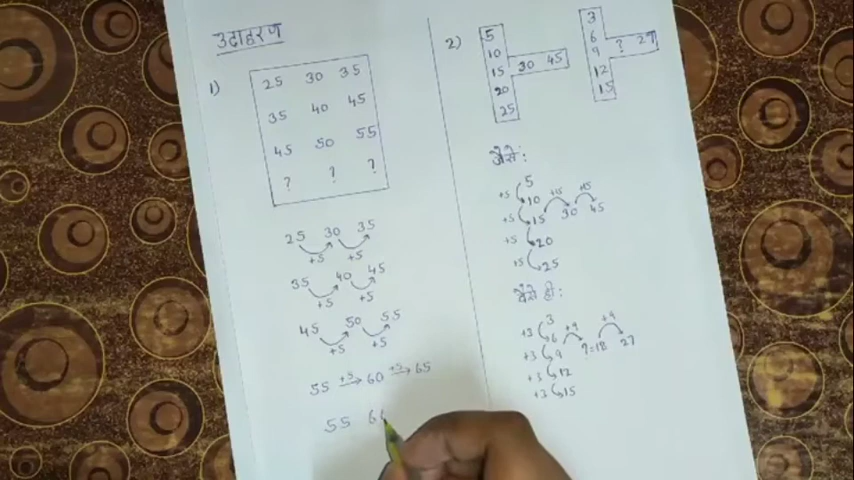 उदाहरण
1)
25 30 35
35 40 45
45 50 55
? ? ?
25 30 35
+5 +5
35 40 45
+5 +5
45 50 55
+5 +5
55 +5 60 +5 65
55
2)
5
10
15 30 45
20
25
3
6
9 ? 27
12
15
जैसे:
5
+5 10 +15 +15
+5 15 30 45
+5 20
+5 25
वैसे ही:
3
+3 6 +9 +9
+3 9 ?=18 27
+3 12
+3 15